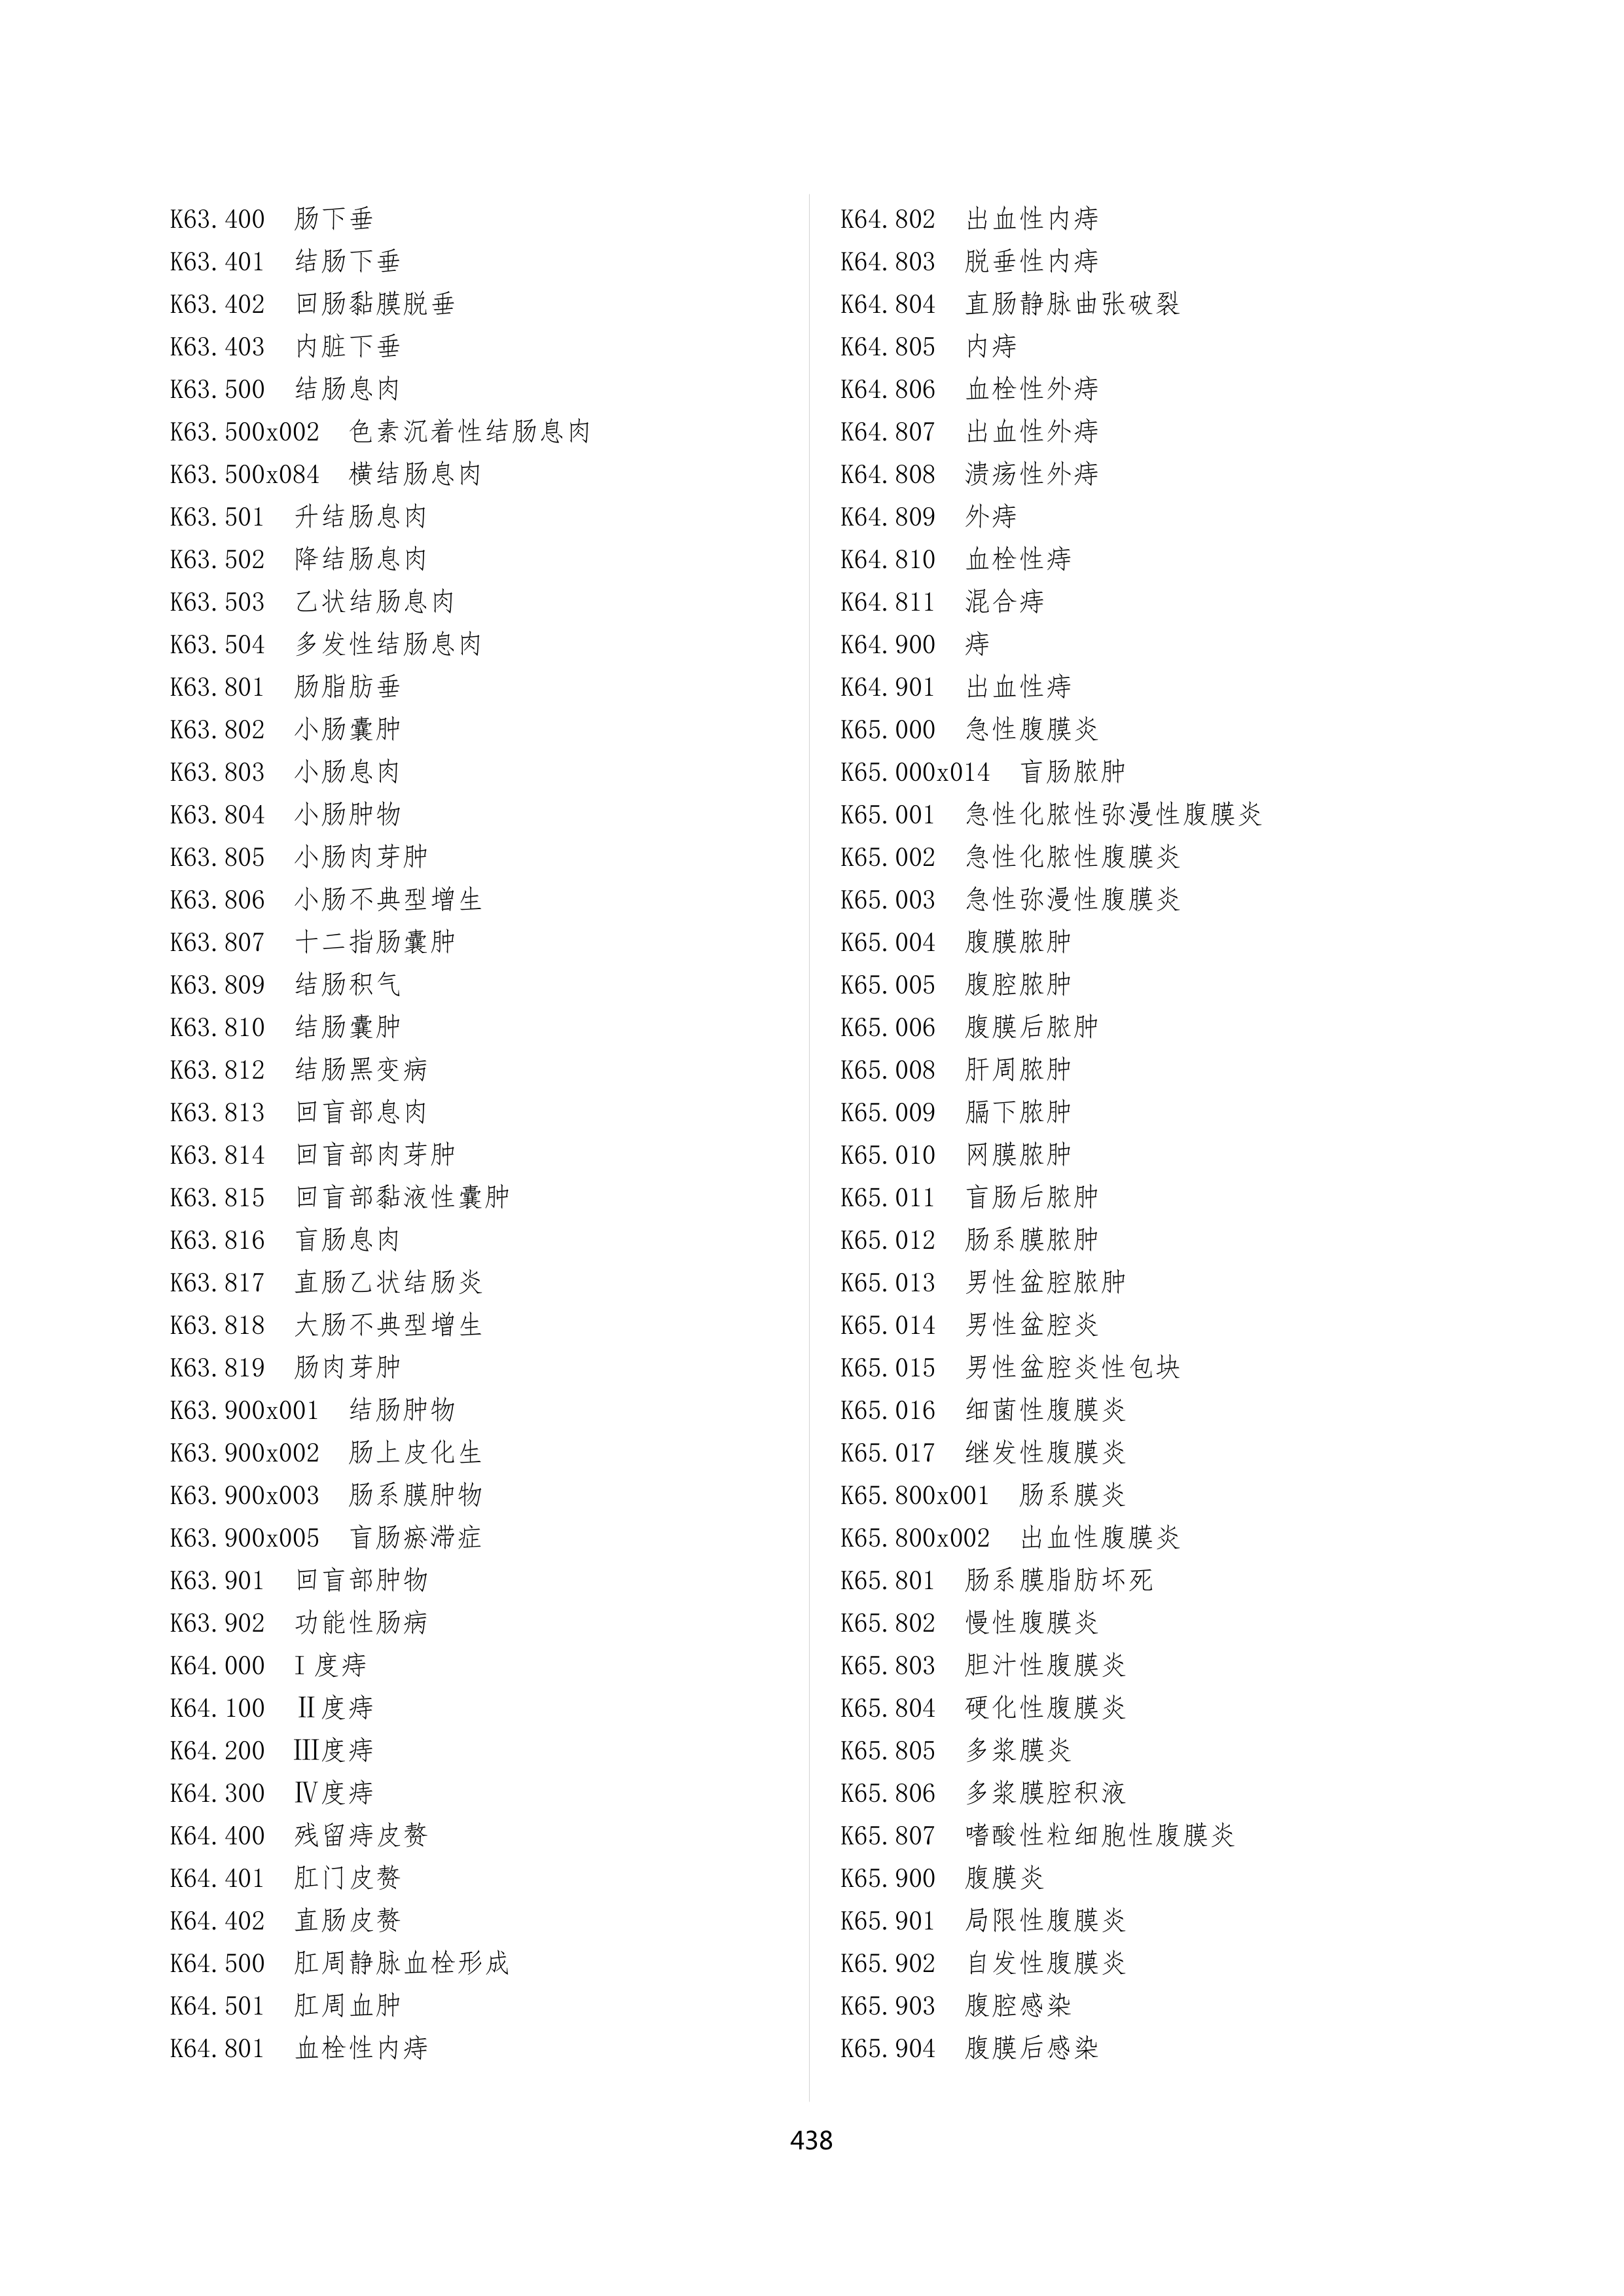 K63.400 肠下垂
K63.401 结肠下垂
K63.402 回肠黏膜脱垂
K63.403 内脏下垂
K63.500 结肠息肉
K63.500x002 色素沉着性结肠息肉
K63.500x084 横结肠息肉
K63.501 升结肠息肉
K63.502 降结肠息肉
K63.503 乙状结肠息肉
K63.504 多发性结肠息肉
K63.801 肠脂肪垂
K63.802 小肠囊肿
K63.803 小肠息肉
K63.804 小肠肿物
K63.805 小肠肉芽肿
K63.806 小肠不典型增生
K63.807 十二指肠囊肿
K63.809 结肠积气
K63.810 结肠囊肿
K63.812 结肠黑变病
K63.813 回盲部息肉
K63.814 回盲部肉芽肿
K63.815 回盲部黏液性囊肿
K63.816 盲肠息肉
K63.817 直肠乙状结肠炎
K63.818 大肠不典型增生
K63.819 肠肉芽肿
K63.900x001 结肠肿物
K63.900x002 肠上皮化生
K63.900x003 肠系膜肿物
K63.900x005 盲肠瘀滞症
K63.901 回盲部肿物
K63.902 功能性肠病
K64.000 I度痔
K64.100 Ⅱ度痔
K64.200 Ⅲ度痔
K64.300 Ⅳ度痔
K64.400 残留痔皮赘
K64.401 肛门皮赘
K64.402 直肠皮赘
K64.500 肛周静脉血栓形成
K64.501 肛周血肿
K64.801 血栓性内痔
K64.802 出血性内痔
K64.803 脱垂性内痔
K64.804 直肠静脉曲张破裂
K64.805 内痔
K64.806 血栓性外痔
K64.807 出血性外痔
K64.808 溃疡性外痔
K64.809 外痔
K64.810 血栓性痔
K64.811 混合痔
K64.900 痔
K64.901 出血性痔
K65.000 急性腹膜炎
K65.000x014 盲肠脓肿
K65.001 急性化脓性弥漫性腹膜炎
K65.002 急性化脓性腹膜炎
K65.003 急性弥漫性腹膜炎
K65.004 腹膜脓肿
K65.005 腹腔脓肿
K65.006 腹膜后脓肿
K65.008 肝周脓肿
K65.009 膈下脓肿
K65.010 网膜脓肿
K65.011 盲肠后脓肿
K65.012 肠系膜脓肿
K65.013 男性盆腔脓肿
K65.014 男性盆腔炎
K65.015 男性盆腔炎性包块
K65.016 细菌性腹膜炎
K65.017 继发性腹膜炎
K65.800x001 肠系膜炎
K65.800x002 出血性腹膜炎
K65.801 肠系膜脂肪坏死
K65.802 慢性腹膜炎
K65.803 胆汁性腹膜炎
K65.804 硬化性腹膜炎
K65.805 多浆膜炎
K65.806 多浆膜腔积液
K65.807 嗜酸性粒细胞性腹膜炎
K65.900 腹膜炎
K65.901 局限性腹膜炎
K65.902 自发性腹膜炎
K65.903 腹腔感染
K65.904 腹膜后感染
438